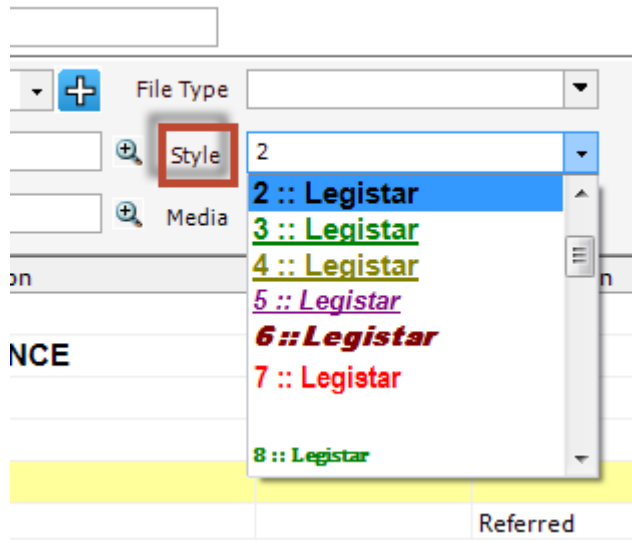 File Type
Style 2
2 :: Legistar
3 :: Legistar
Media
4 :: Legistar
on
n
5 :: Legistar
6 :: Legistar
NCE
7 :: Legistar
8 :: Legistar
Referred